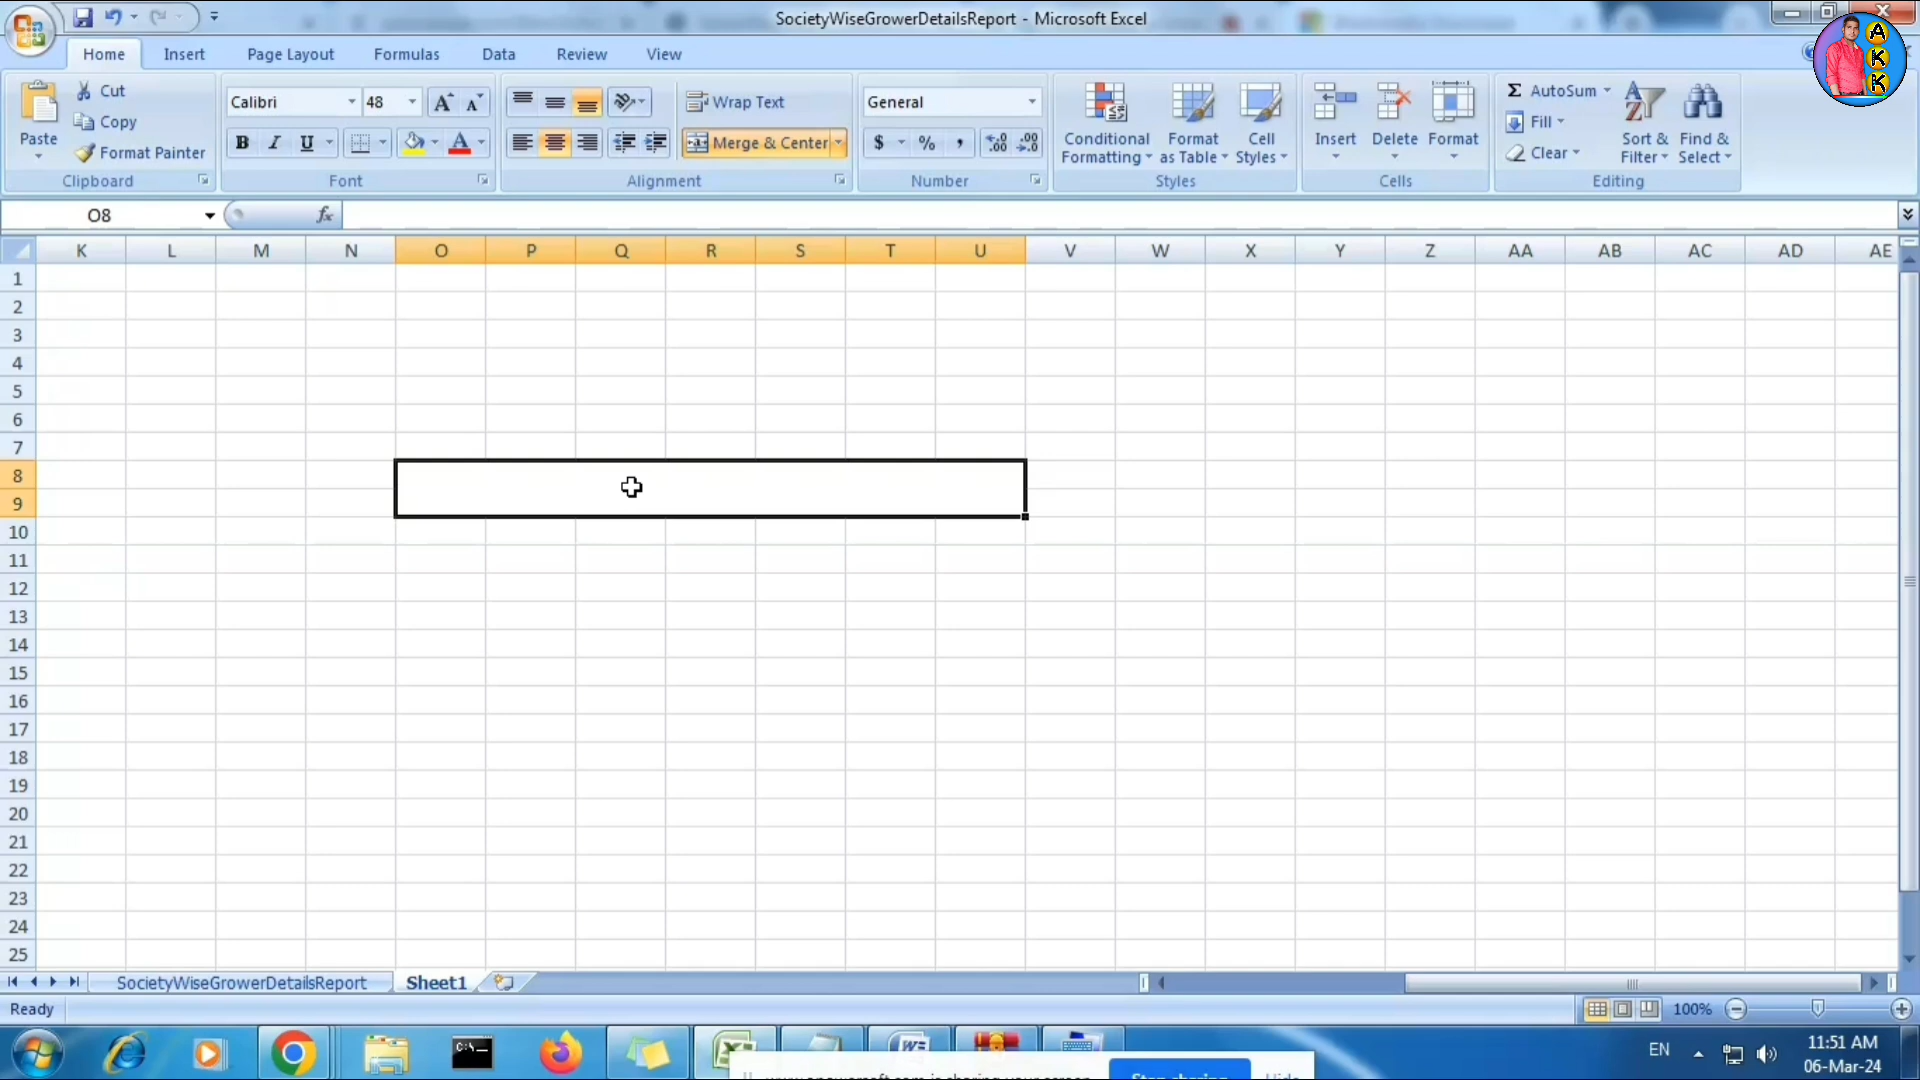 SocietyWiseGrowerDetailsReport - Microsoft Excel
Home Insert Page Layout Formulas Data Review View
A
K
K
Paste
Cut
Copy
Format Painter
Clipboard
Calibri 48
B I U
Font
Wrap Text
Merge & Center
Alignment
General
$ % ,
Number
Conditional Formatting
Format as Table
Cell Styles
Styles
Insert Delete Format
Cells
Σ AutoSum
Fill
Clear
Sort & Filter
Find & Select
Editing
O8 fx
K L M N O P Q R S T U V W X Y Z AA AB AC AD AE
1
2
3
4
5
6
7
8
9
10
11
12
13
14
15
16
17
18
19
20
21
22
23
24
25
SocietyWiseGrowerDetailsReport Sheet1
Ready 100%
EN
11:51 AM
06-Mar-24
Stop sharing Hide